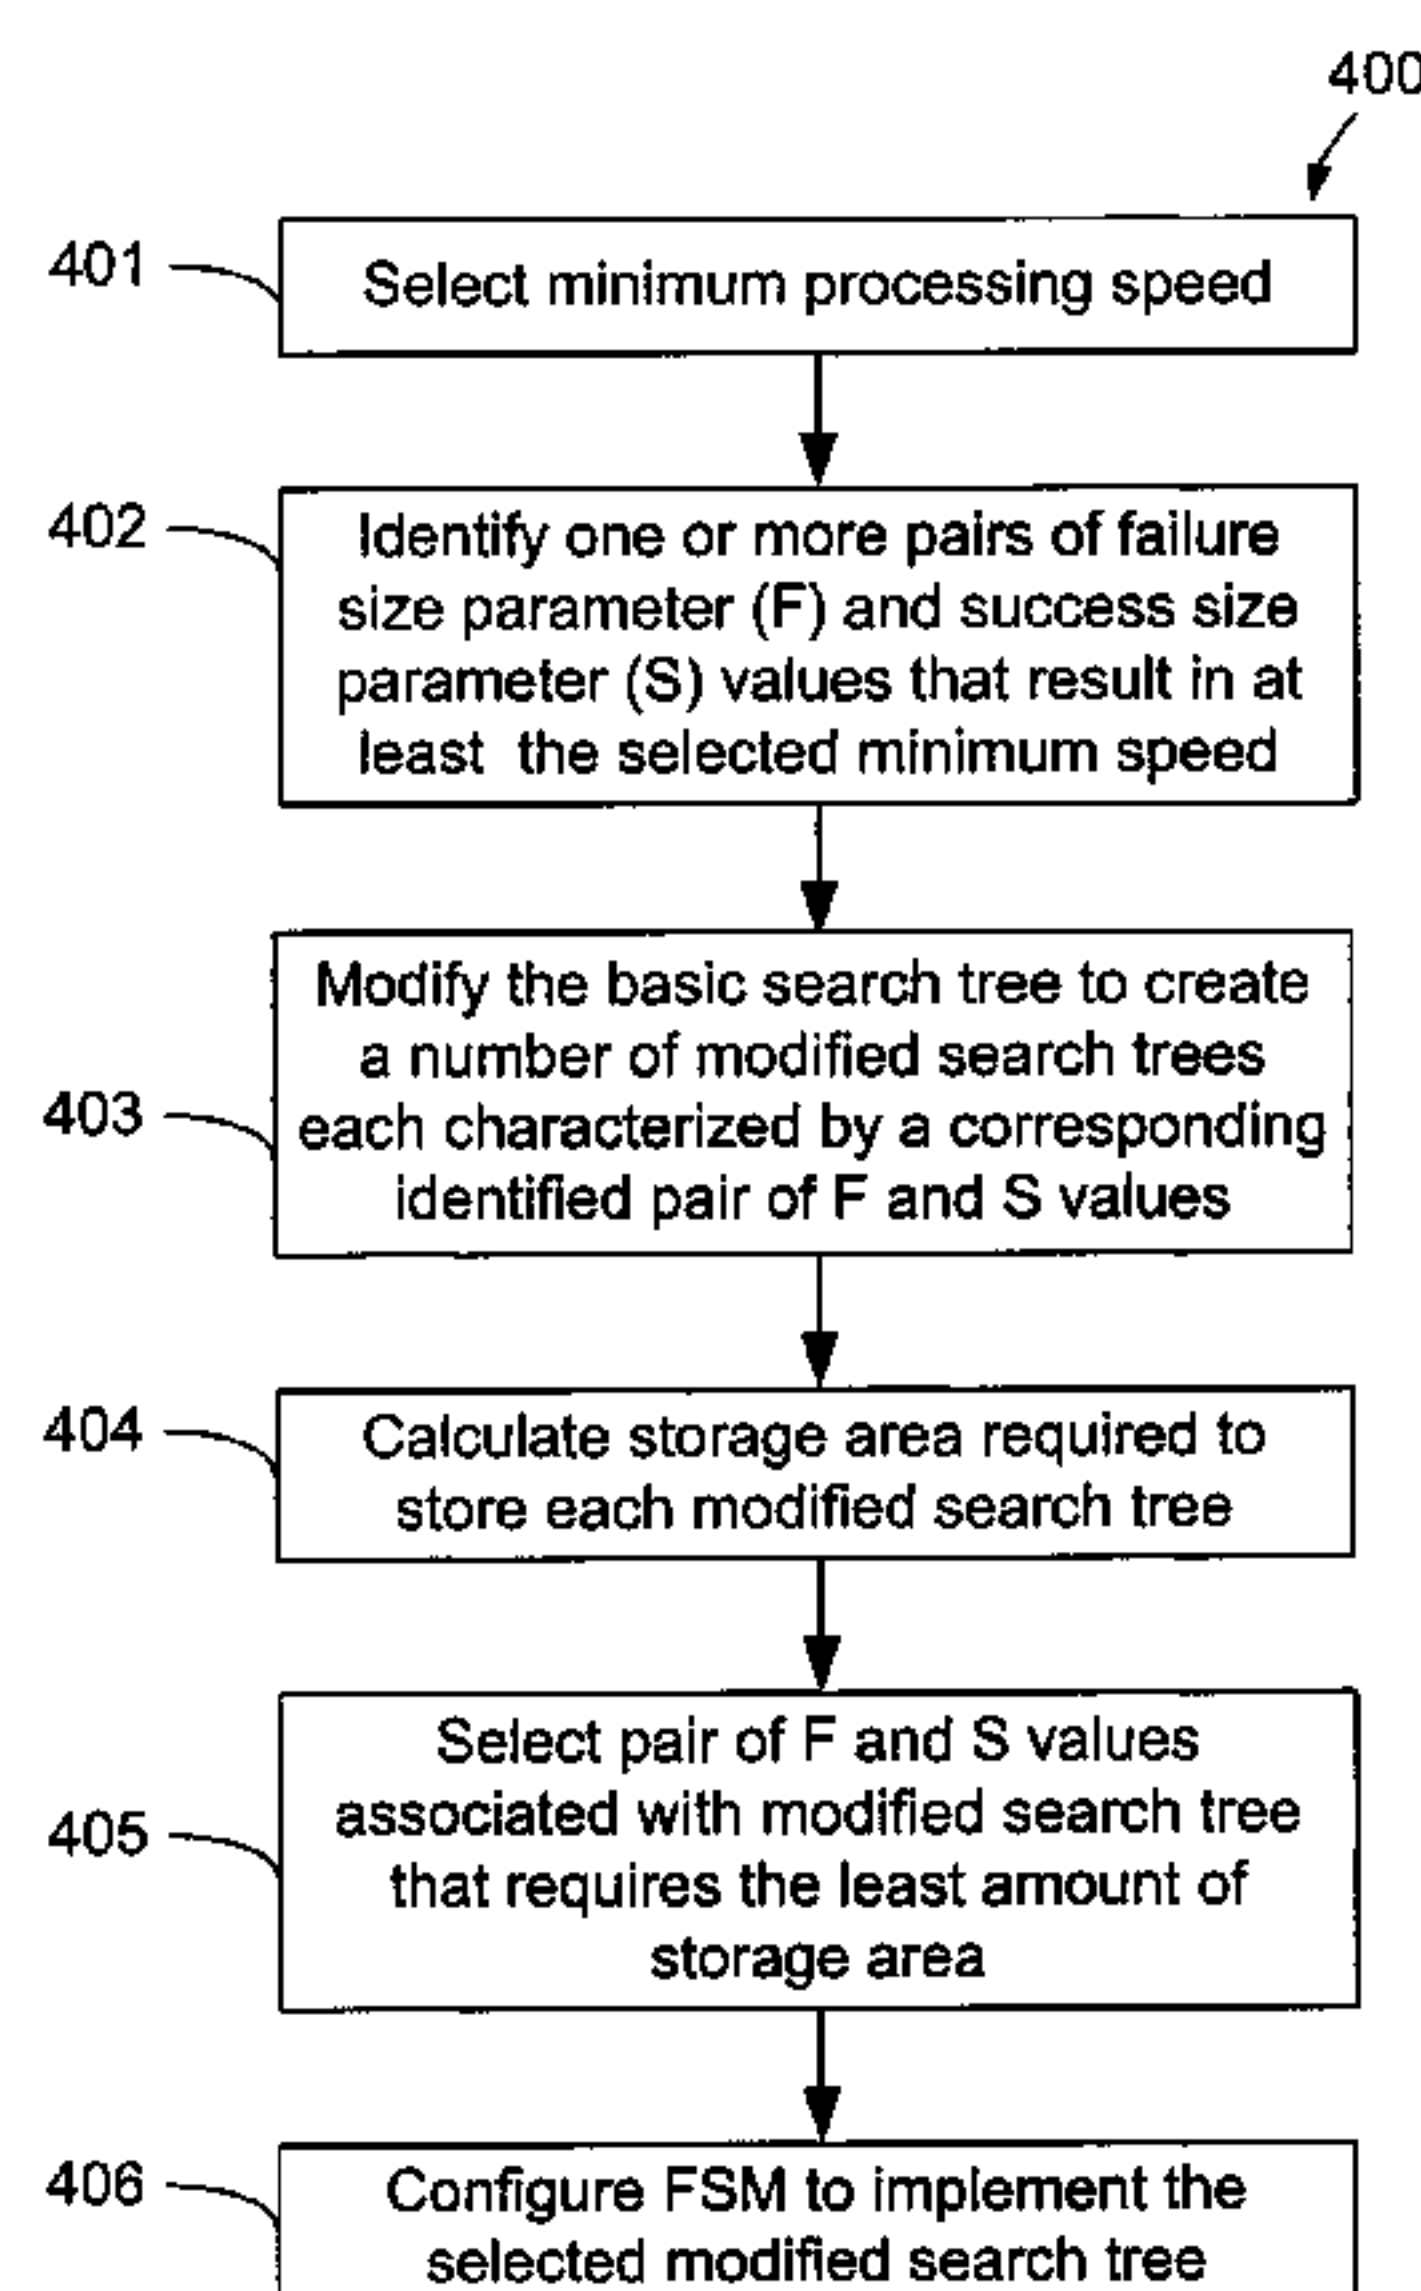 400
401
Select minimum processing speed
402
Identify one or more pairs of failure
size parameter (F) and success size
parameter (S) values that result in at
least the selected minimum speed
Modify the basic search tree to create
a number of modified search trees
403
each characterized by a corresponding
identified pair of F and S values
404
Calculate storage area required to
store each modified search tree
Select pair of F and S values
405
associated with modified search tree
that requires the least amount of
storage area
406
Configure FSM to implement the
selected modified search tree